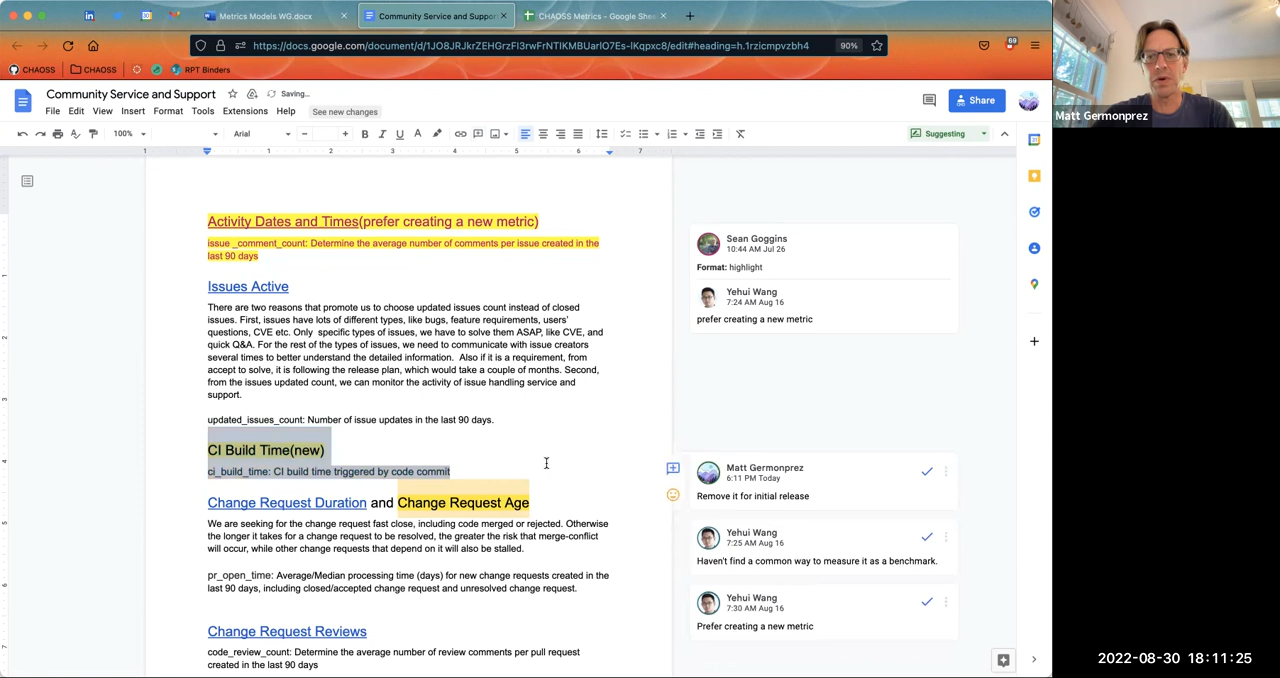 Metrics Models WG.docx
Community Service and Suppor
CHAOSS Metrics - Google Shee
https://docs.google.com/document/d/1JO8JRJkrZEHGrzFl3rwFrNTlKMBUarlO7Es-lKqpxc8/edit#heading=h.1rzicmpvzbh4
90%
69
CHAOSS
CHAOSS
RPT Binders
Community Service and Support
Saving...
File Edit View Insert Format Tools Extensions Help
See new changes
Share
100%
Arial
Suggesting
1 1 2 3 4 5 6 7
Activity Dates and Times(prefer creating a new metric)
issue _comment_count: Determine the average number of comments per issue created in the
last 90 days
Issues Active
There are two reasons that promote us to choose updated issues count instead of closed
issues. First, issues have lots of different types, like bugs, feature requirements, users'
questions, CVE etc. Only  specific types of issues, we have to solve them ASAP, like CVE, and
quick Q&A. For the rest of the types of issues, we need to communicate with issue creators
several times to better understand the detailed information.  Also if it is a requirement, from
accept to solve, it is following the release plan, which would take a couple of months. Second,
from the issues updated count, we can monitor the activity of issue handling service and
support.
updated_issues_count: Number of issue updates in the last 90 days.
CI Build Time(new)
ci_build_time: CI build time triggered by code commit
Change Request Duration and Change Request Age
We are seeking for the change request fast close, including code merged or rejected. Otherwise
the longer it takes for a change request to be resolved, the greater the risk that merge-conflict
will occur, while other change requests that depend on it will also be stalled.
pr_open_time: Average/Median processing time (days) for new change requests created in the
last 90 days, including closed/accepted change request and unresolved change request.
Change Request Reviews
code_review_count: Determine the average number of review comments per pull request
created in the last 90 days
Sean Goggins
10:44 AM Jul 26
Format: highlight
Yehui Wang
7:24 AM Aug 16
prefer creating a new metric
Matt Germonprez
6:11 PM Today
Remove it for initial release
Yehui Wang
7:25 AM Aug 16
Haven't find a common way to measure it as a benchmark.
Yehui Wang
7:30 AM Aug 16
Prefer creating a new metric
Matt Germonprez
2022-08-30 18:11:25